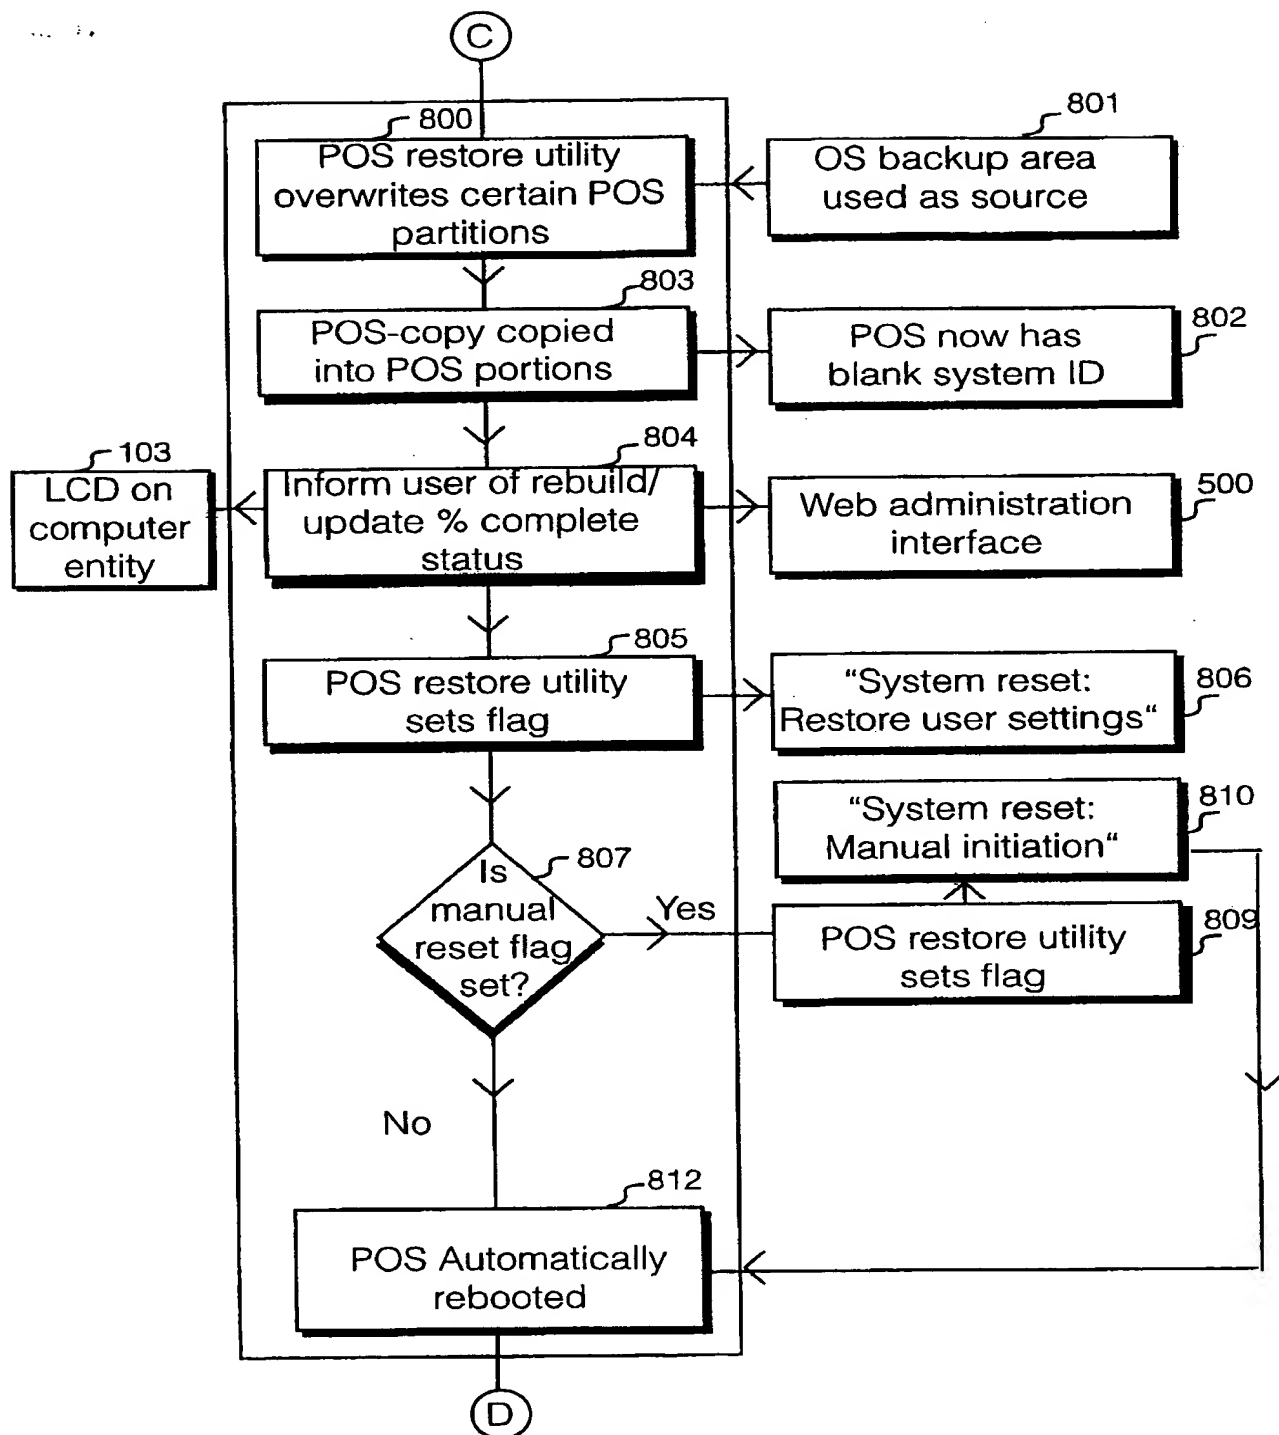 C
800
POS restore utility
overwrites certain POS
partitions
801
OS backup area
used as source
803
POS-copy copied
into POS portions
802
POS now has
blank system ID
103
LCD on
computer
entity
804
Inform user of rebuild/
update % complete
status
500
Web administration
interface
805
POS restore utility
sets flag
806
“System reset:
Restore user settings“
810
“System reset:
Manual initiation“
807
Is
manual
reset flag
set?
Yes
809
POS restore utility
sets flag
No
812
POS Automatically
rebooted
D